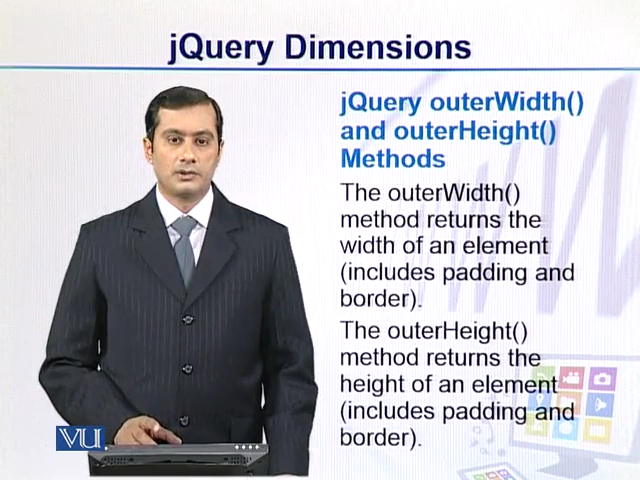 jQuery Dimensions
jQuery outerWidth()
and outerHeight()
Methods
The outerWidth()
method returns the
width of an element
(includes padding and
border).
The outerHeight()
method returns the
height of an element
(includes padding and
border).
VU